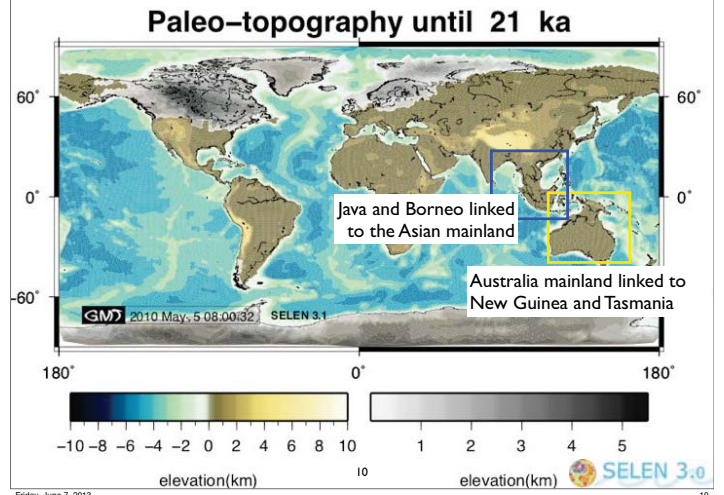 Paleo-topography until 21 ka
60˚
60˚
0˚
0˚
-60˚
-60˚
Java and Borneo linked
to the Asian mainland
Australia mainland linked to
New Guinea and Tasmania
GMT 2010 May. 5 08:00:32 SELEN 3.1
180˚
0˚
180˚
-10 -8 -6 -4 -2 0 2 4 6 8 10
1 2 3 4 5
elevation(km)
10
elevation(km)
SELEN 3.0
Friday, June 7, 2013
10